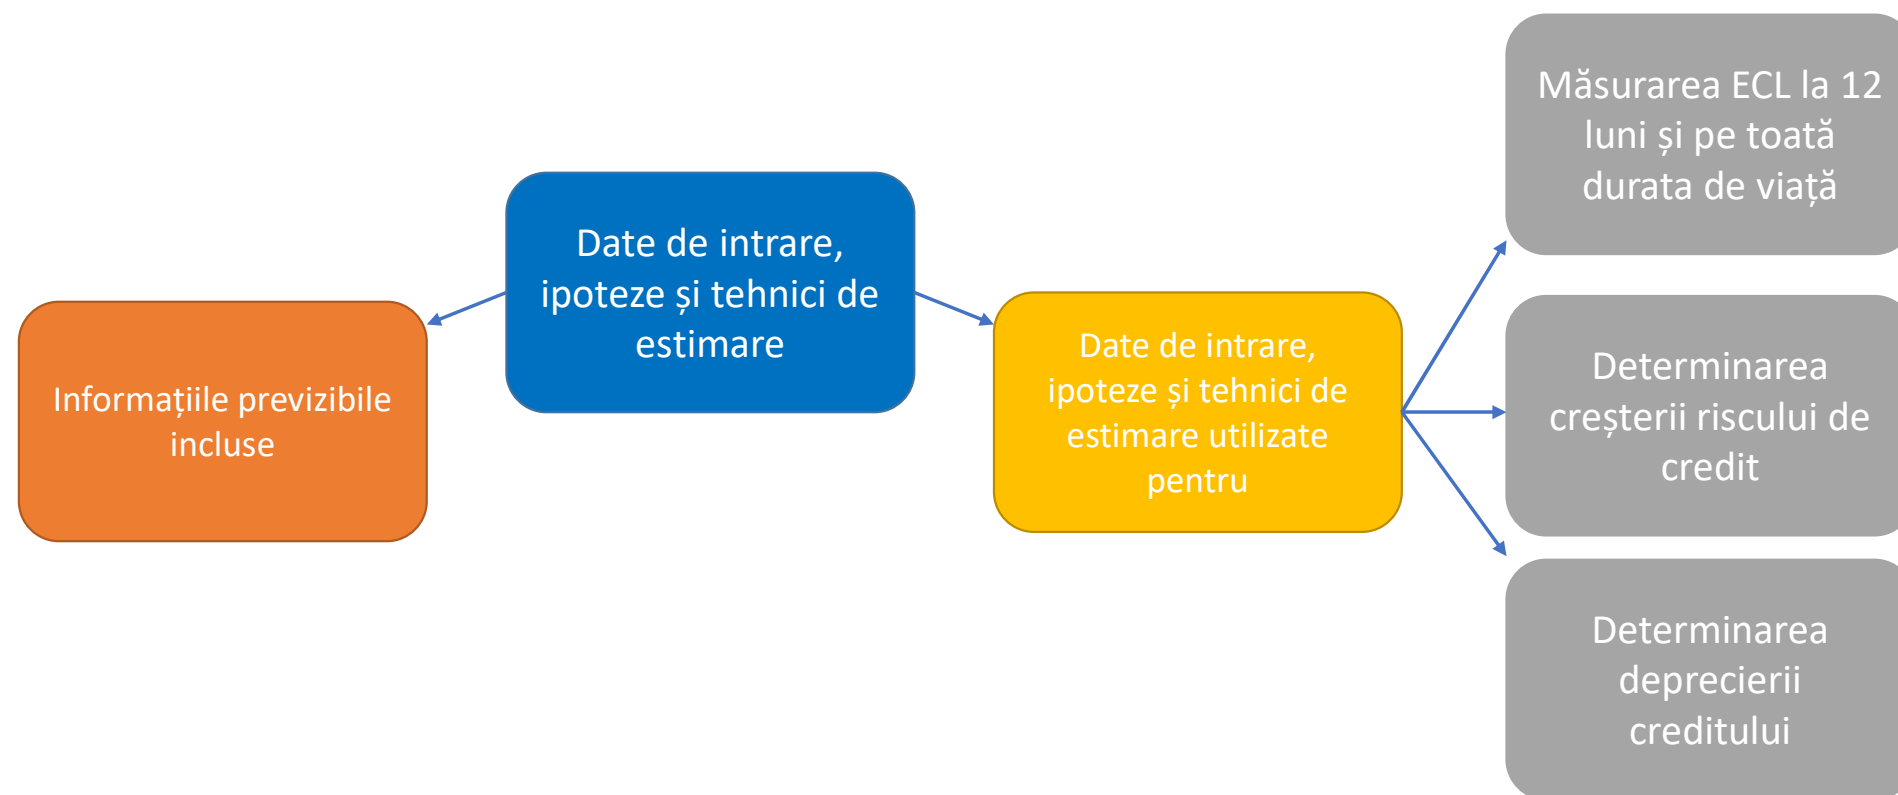 Informațiile previzibile
incluse
Date de intrare,
ipoteze și tehnici de
estimare
Date de intrare,
ipoteze și tehnici de
estimare utilizate
pentru
Măsurarea ECL la 12
luni și pe toată
durata de viață
Determinarea
creșterii riscului de
credit
Determinarea
deprecierii
creditului